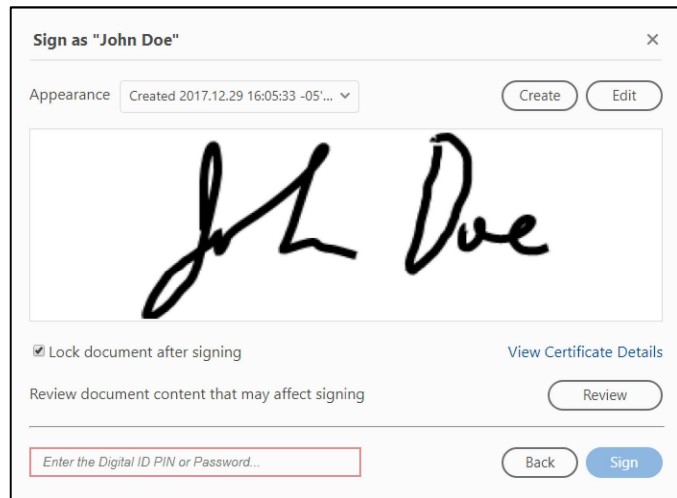 Sign as "John Doe"
Appearance Created 2017.12.29 16:05:33 -05'... Create Edit
John Doe
Lock document after signing View Certificate Details
Review document content that may affect signing Review
Enter the Digital ID PIN or Password... Back Sign